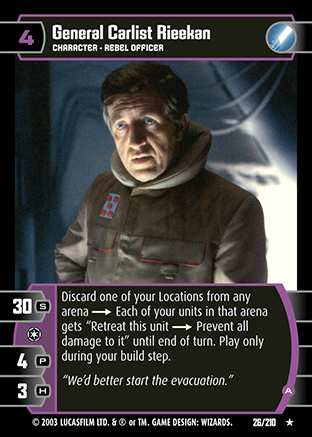 4 General Carlist Rieekan
CHARACTER - REBEL OFFICER
30 S
4 P
3 H
Discard one of your Locations from any
arena → Each of your units in that arena
gets “Retreat this unit → Prevent all
damage to it” until end of turn. Play only
during your build step.
“We’d better start the evacuation.”
A
© 2003 LUCASFILM LTD. & ® or TM. GAME DESIGN: WIZARDS. 26/210 ★